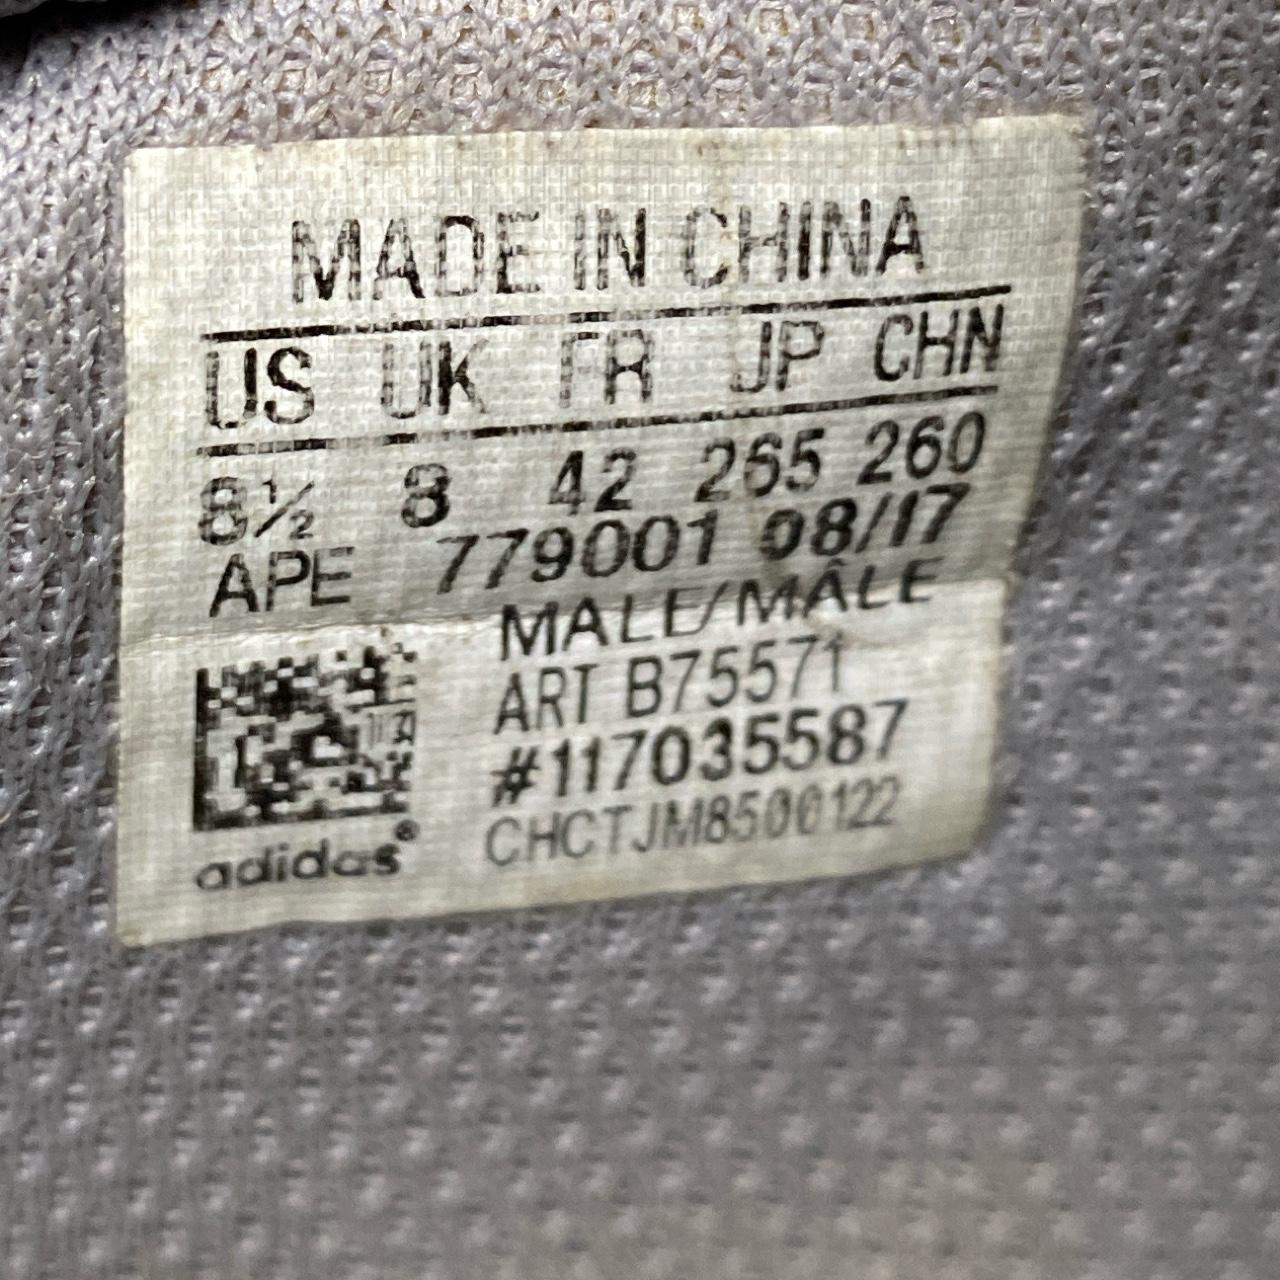 MADE IN CHINA
US UK FR JP CHN
8½ 8 42 265 260
APE 779001 08/17
MALE/MÂLE
ART B75571
#117035587
CHCTJM8500122
adidas®